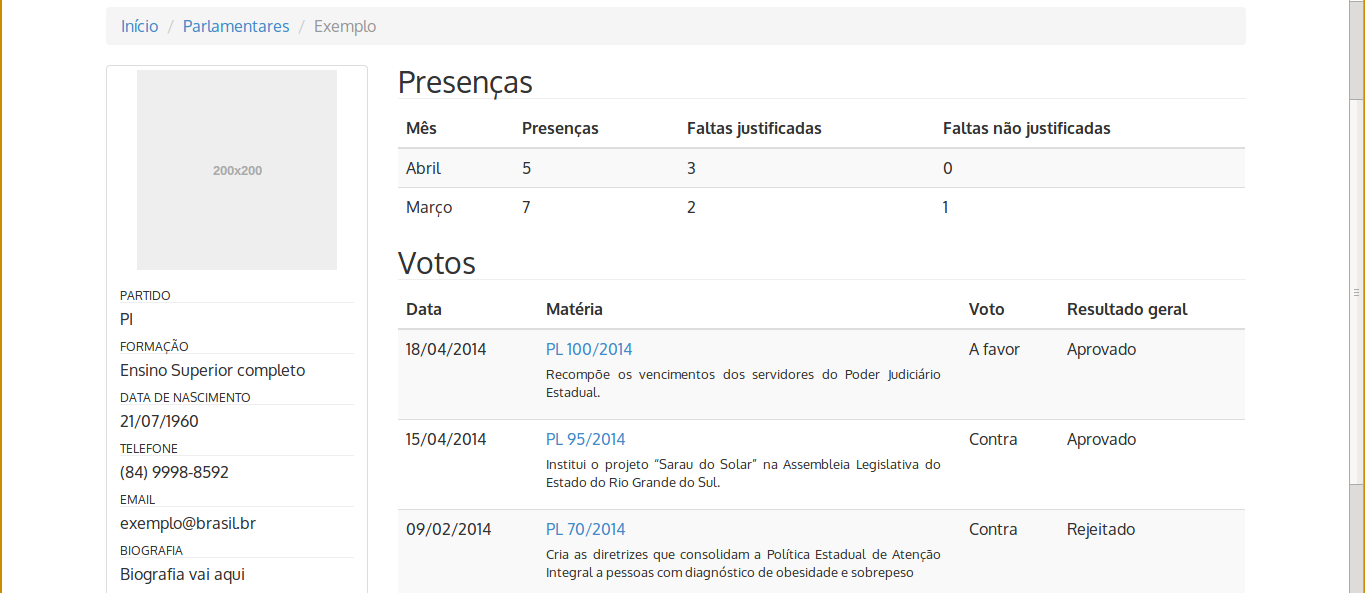 Início / Parlamentares / Exemplo
200x200
PARTIDO
PI
FORMAÇÃO
Ensino Superior completo
DATA DE NASCIMENTO
21/07/1960
TELEFONE
(84) 9998-8592
EMAIL
exemplo@brasil.br
BIOGRAFIA
Biografia vai aqui
Presenças
Mês Presenças Faltas justificadas Faltas não justificadas
Abril 5 3 0
Março 7 2 1
Votos
Data Matéria Voto Resultado geral
18/04/2014 PL 100/2014 A favor Aprovado
Recompõe os vencimentos dos servidores do Poder Judiciário
Estadual.
15/04/2014 PL 95/2014 Contra Aprovado
Institui o projeto “Sarau do Solar” na Assembleia Legislativa do
Estado do Rio Grande do Sul.
09/02/2014 PL 70/2014 Contra Rejeitado
Cria as diretrizes que consolidam a Política Estadual de Atenção
Integral a pessoas com diagnóstico de obesidade e sobrepeso